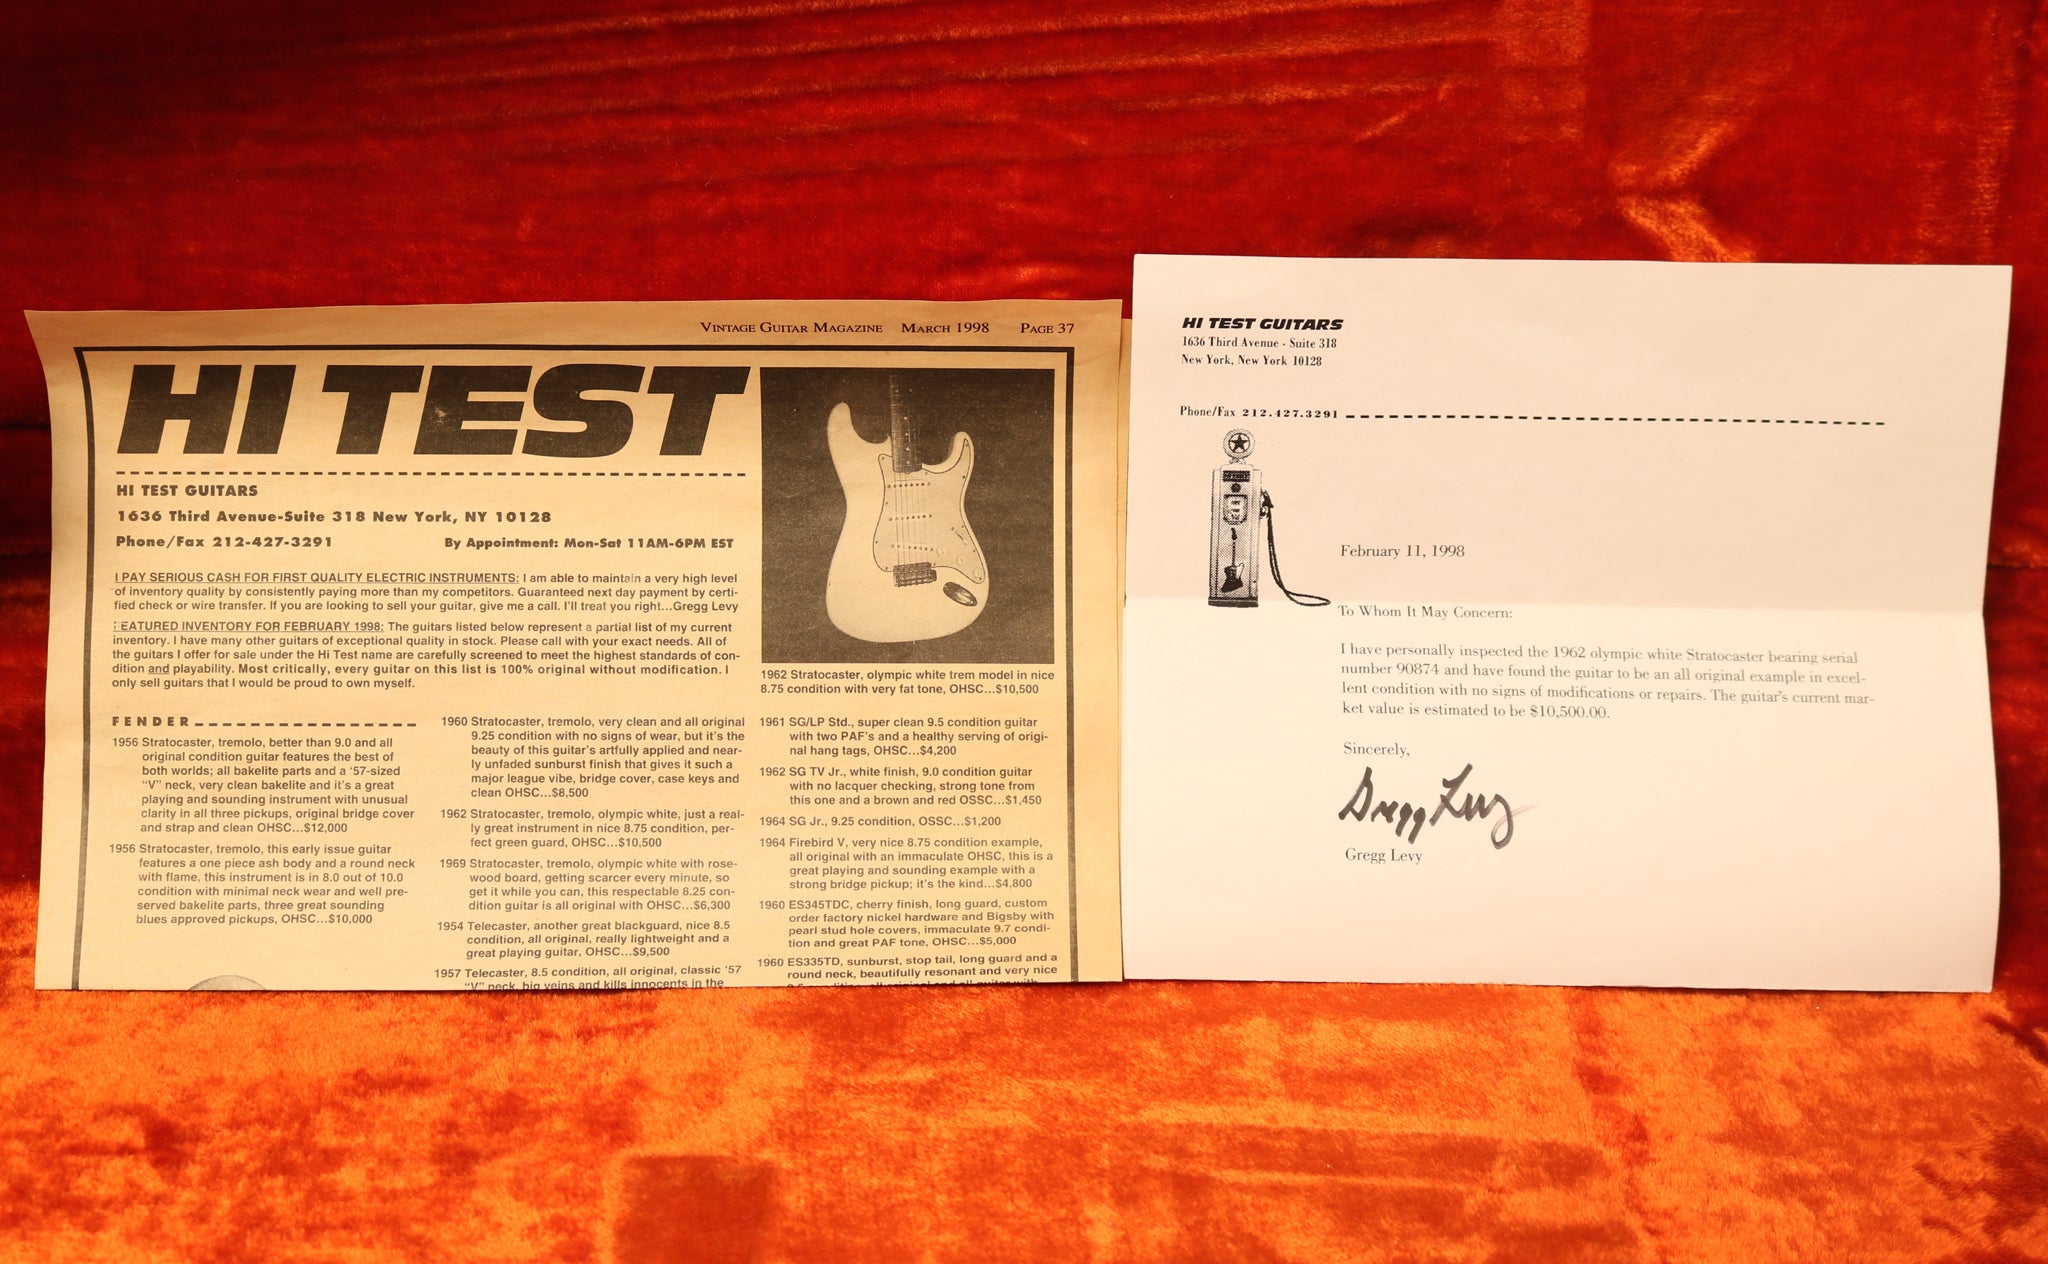 VINTAGE GUITAR MAGAZINE MARCH 1998 PAGE 37
HI TEST
HI TEST GUITARS
1636 Third Avenue-Suite 318 New York, NY 10128
Phone/Fax 212-427-3291 By Appointment: Mon-Sat 11AM-6PM EST
I PAY SERIOUS CASH FOR FIRST QUALITY ELECTRIC INSTRUMENTS: I am able to maintain a very high level
of inventory quality by consistently paying more than my competitors. Guaranteed next day payment by certi-
fied check or wire transfer. If you are looking to sell your guitar, give me a call. I'll treat you right...Gregg Levy
FEATURED INVENTORY FOR FEBRUARY 1998: The guitars listed below represent a partial list of my current
inventory. I have many other guitars of exceptional quality in stock. Please call with your exact needs. All of
the guitars I offer for sale under the Hi Test name are carefully screened to meet the highest standards of con-
dition and playability. Most critically, every guitar on this list is 100% original without modification. I
only sell guitars that I would be proud to own myself.
1962 Stratocaster, olympic white trem model in nice
8.75 condition with very fat tone, OHSC...$10,500
FENDER
1956 Stratocaster, tremolo, better than 9.0 and all
original condition guitar features the best of
both worlds; all bakelite parts and a '57-sized
"V" neck, very clean bakelite and it's a great
playing and sounding instrument with unusual
clarity in all three pickups, original bridge cover
and strap and clean OHSC...$12,000
1956 Stratocaster, tremolo, this early issue guitar
features a one piece ash body and a round neck
with flame, this instrument is in 8.0 out of 10.0
condition with minimal neck wear and well pre-
served bakelite parts, three great sounding
blues approved pickups, OHSC...$10,000
1960 Stratocaster, tremolo, very clean and all original
9.25 condition with no signs of wear, but it's the
beauty of this guitar's artfully applied and near-
ly unfaded sunburst finish that gives it such a
major league vibe, bridge cover, case keys and
clean OHSC...$8,500
1962 Stratocaster, tremolo, olympic white, just a real-
ly great instrument in nice 8.75 condition, per-
fect green guard, OHSC...$10,500
1969 Stratocaster, tremolo, olympic white with rose-
wood board, getting scarcer every minute, so
get it while you can, this respectable 8.25 con-
dition guitar is all original with OHSC...$6,300
1954 Telecaster, another great blackguard, nice 8.5
condition, all original, really lightweight and a
great playing guitar, OHSC...$9,500
1957 Telecaster, 8.5 condition, all original, classic '57
"V" neck, big veins and kills innocents in the
1961 SG/LP Std., super clean 9.5 condition guitar
with two PAF's and a healthy serving of origi-
nal hang tags, OHSC...$4,200
1962 SG TV Jr., white finish, 9.0 condition guitar
with no lacquer checking, strong tone from
this one and a brown and red OSSC...$1,450
1964 SG Jr., 9.25 condition, OSSC...$1,200
1964 Firebird V, very nice 8.75 condition example,
all original with an immaculate OHSC, this is a
great playing and sounding example with a
strong bridge pickup; it's the kind...$4,800
1960 ES345TDC, cherry finish, long guard, custom
order factory nickel hardware and Bigsby with
pearl stud hole covers, immaculate 9.7 condi-
tion and great PAF tone, OHSC...$5,000
1960 ES335TD, sunburst, stop tail, long guard and a
round neck, beautifully resonant and very nice
HI TEST GUITARS
1636 Third Avenue - Suite 318
New York, New York 10128
Phone/Fax 212.427.3291
February 11, 1998
To Whom It May Concern:
I have personally inspected the 1962 olympic white Stratocaster bearing serial
number 90874 and have found the guitar to be an all original example in excel-
lent condition with no signs of modifications or repairs. The guitar's current mar-
ket value is estimated to be $10,500.00.
Sincerely,
Gregg Levy
Gregg Levy